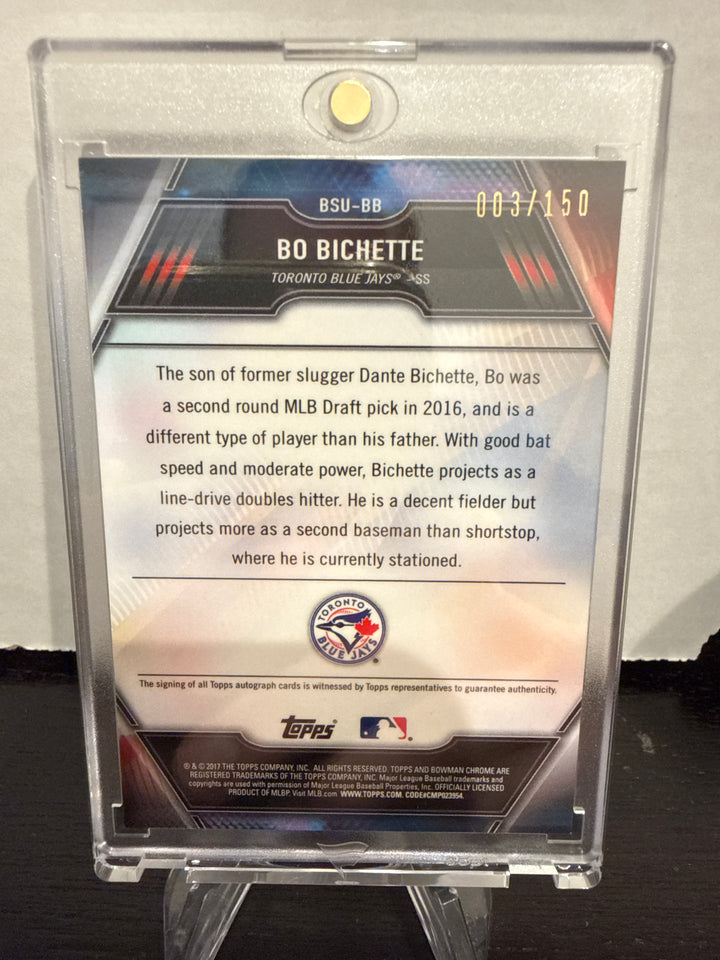 BSU-BB
003/150
BO BICHETTE
TORONTO BLUE JAYS® - SS
The son of former slugger Dante Bichette, Bo was
a second round MLB Draft pick in 2016, and is a
different type of player than his father. With good bat
speed and moderate power, Bichette projects as a
line-drive doubles hitter. He is a decent fielder but
projects more as a second baseman than shortstop,
where he is currently stationed.
TORONTO
BLUE JAYS
®
The signing of all Topps autograph cards is witnessed by Topps representatives to guarantee authenticity.
Topps®
®
® & © 2017 THE TOPPS COMPANY, INC. ALL RIGHTS RESERVED. TOPPS AND BOWMAN CHROME ARE
REGISTERED TRADEMARKS OF THE TOPPS COMPANY, INC. Major League Baseball trademarks and
copyrights are used with permission of Major League Baseball Properties, Inc. OFFICIALLY LICENSED
PRODUCT OF MLBP. Visit MLB.com WWW.TOPPS.COM. CODE#CMP023954.